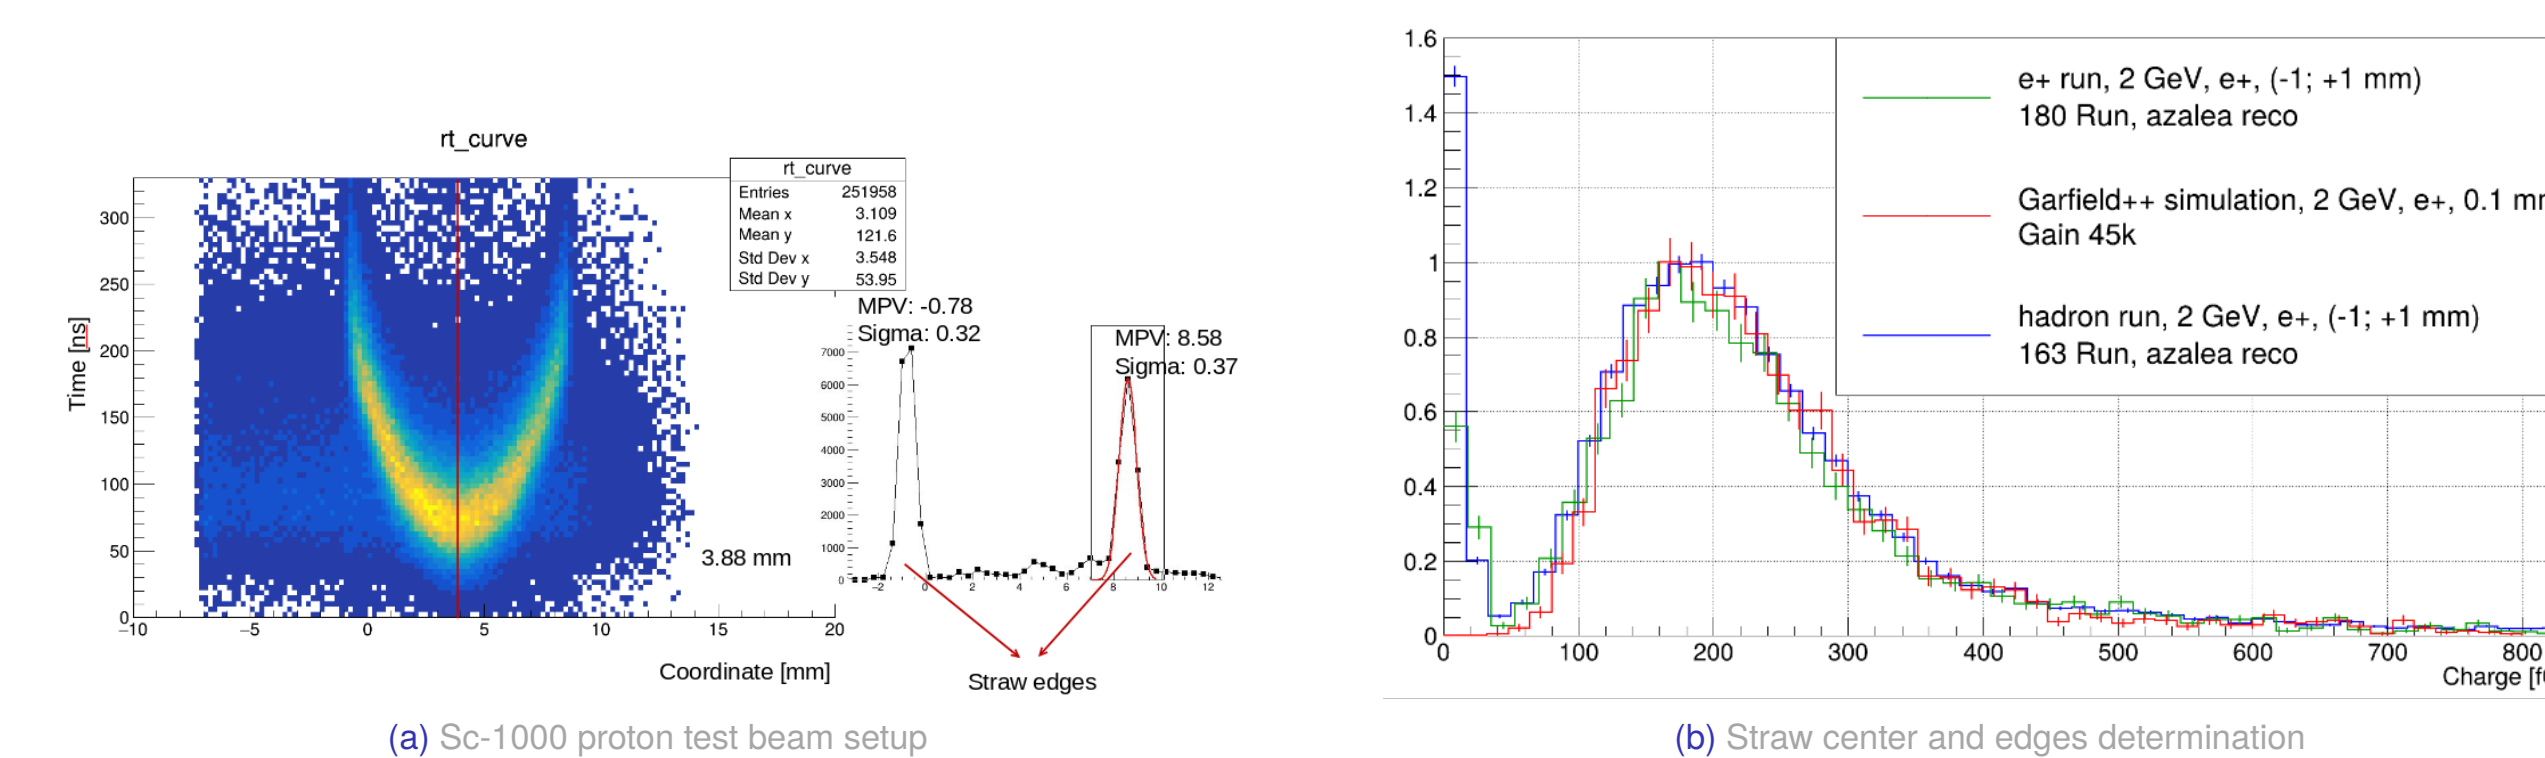 rt_curve
rt_curve
Entries 251958
Mean x 3.109
Mean y 121.6
Std Dev x 3.548
Std Dev y 53.95
Time [ns]
300
250
200
150
100
50
0
−10 −5 0 5 10 15 20
Coordinate [mm]
3.88 mm
MPV: -0.78
Sigma: 0.32
MPV: 8.58
Sigma: 0.37
7000
6000
5000
4000
3000
2000
1000
0
−2 0 2 4 6 8 10 12
Straw edges
(a) Sc-1000 proton test beam setup
1.6
1.4
1.2
1
0.8
0.6
0.4
0.2
0
0 100 200 300 400 500 600 700 800
Charge [f
e+ run, 2 GeV, e+, (-1; +1 mm)
180 Run, azalea reco
Garfield++ simulation, 2 GeV, e+, 0.1 m
Gain 45k
hadron run, 2 GeV, e+, (-1; +1 mm)
163 Run, azalea reco
(b) Straw center and edges determination